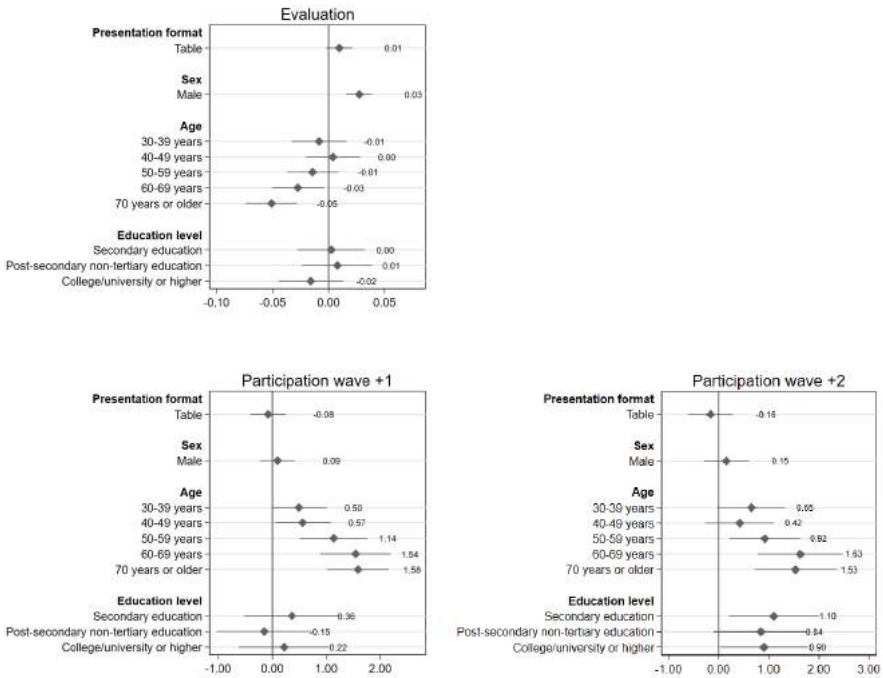 Evaluation
Presentation format
Table 0.01
Sex
Male 0.03
Age
30-39 years -0.01
40-49 years 0.00
50-59 years -0.01
60-69 years -0.03
70 years or older -0.05
Education level
Secondary education 0.00
Post-secondary non-tertiary education 0.01
College/university or higher -0.02
-0.10 -0.05 0.00 0.05
Participation wave +1
Presentation format
Table -0.08
Sex
Male 0.09
Age
30-39 years 0.50
40-49 years 0.57
50-59 years 1.14
60-69 years 1.54
70 years or older 1.58
Education level
Secondary education 0.36
Post-secondary non-tertiary education -0.15
College/university or higher 0.22
-1.00 0.00 1.00 2.00
Participation wave +2
Presentation format
Table -0.16
Sex
Male 0.15
Age
30-39 years 0.65
40-49 years 0.42
50-59 years 0.92
60-69 years 1.63
70 years or older 1.53
Education level
Secondary education 1.10
Post-secondary non-tertiary education 0.84
College/university or higher 0.90
-1.00 0.00 1.00 2.00 3.00